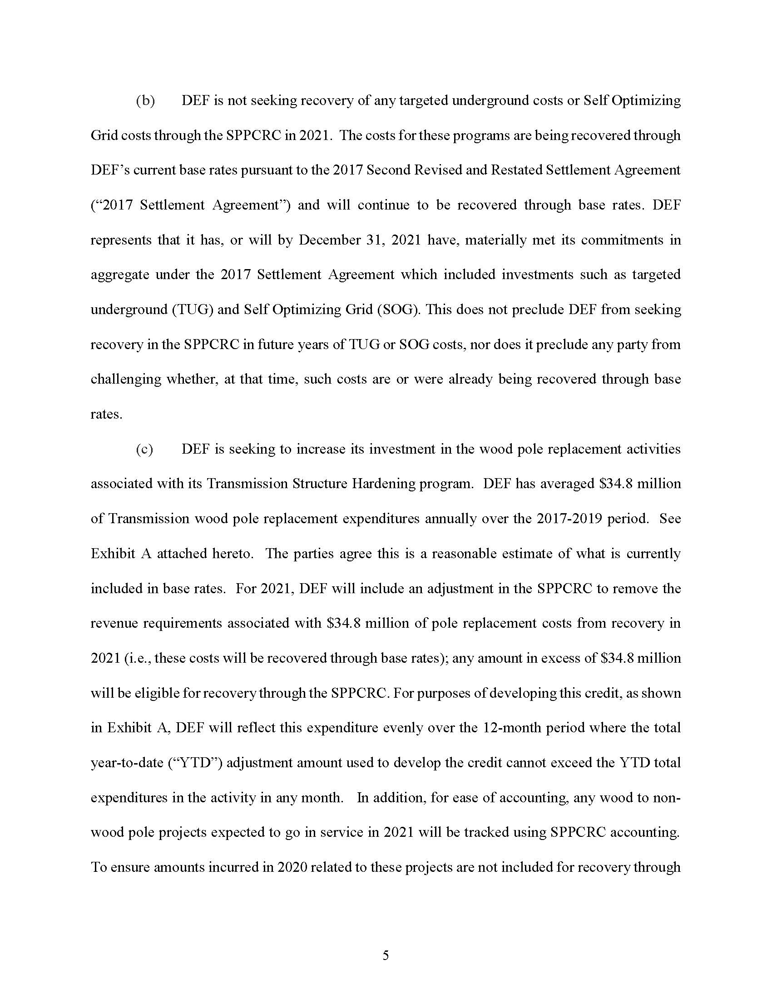 (b) DEF is not seeking recovery of any targeted underground costs or Self Optimizing
Grid costs through the SPPCRC in 2021. The costs for these programs are being recovered through
DEF’s current base rates pursuant to the 2017 Second Revised and Restated Settlement Agreement
(“2017 Settlement Agreement”) and will continue to be recovered through base rates. DEF
represents that it has, or will by December 31, 2021 have, materially met its commitments in
aggregate under the 2017 Settlement Agreement which included investments such as targeted
underground (TUG) and Self Optimizing Grid (SOG). This does not preclude DEF from seeking
recovery in the SPPCRC in future years of TUG or SOG costs, nor does it preclude any party from
challenging whether, at that time, such costs are or were already being recovered through base
rates.
(c) DEF is seeking to increase its investment in the wood pole replacement activities
associated with its Transmission Structure Hardening program. DEF has averaged $34.8 million
of Transmission wood pole replacement expenditures annually over the 2017-2019 period. See
Exhibit A attached hereto. The parties agree this is a reasonable estimate of what is currently
included in base rates. For 2021, DEF will include an adjustment in the SPPCRC to remove the
revenue requirements associated with $34.8 million of pole replacement costs from recovery in
2021 (i.e., these costs will be recovered through base rates); any amount in excess of $34.8 million
will be eligible for recovery through the SPPCRC. For purposes of developing this credit, as shown
in Exhibit A, DEF will reflect this expenditure evenly over the 12-month period where the total
year-to-date (“YTD”) adjustment amount used to develop the credit cannot exceed the YTD total
expenditures in the activity in any month. In addition, for ease of accounting, any wood to non-
wood pole projects expected to go in service in 2021 will be tracked using SPPCRC accounting.
To ensure amounts incurred in 2020 related to these projects are not included for recovery through
5